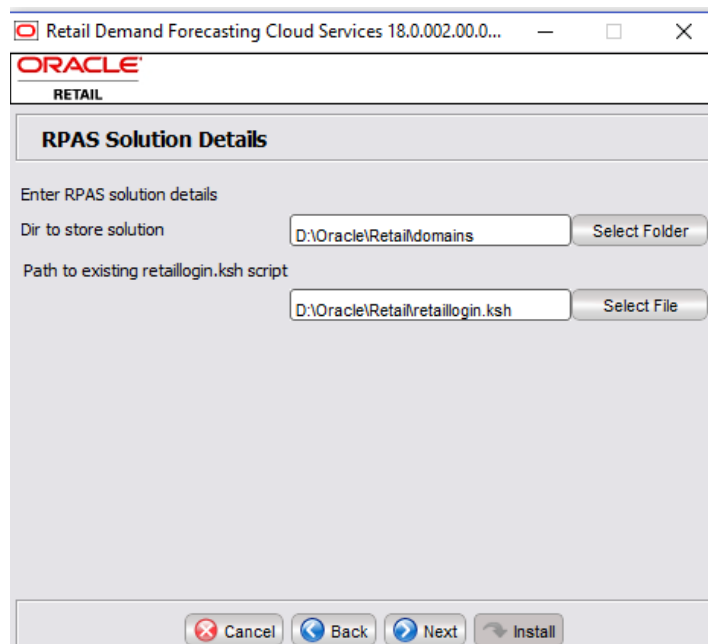 Retail Demand Forecasting Cloud Services 18.0.002.00.0...
ORACLE
RETAIL
RPAS Solution Details
Enter RPAS solution details
Dir to store solution D:\Oracle\Retail\domains Select Folder
Path to existing retaillogin.ksh script
D:\Oracle\Retail\retaillogin.ksh Select File
Cancel Back Next Install